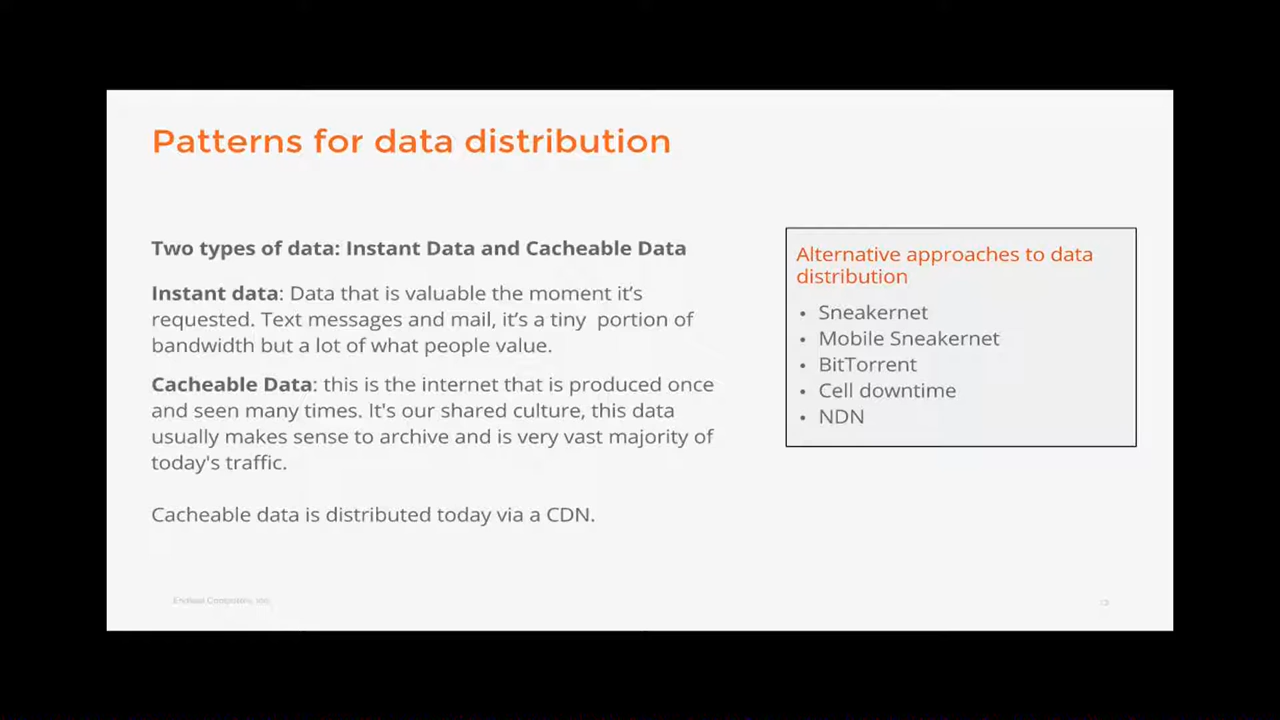 Patterns for data distribution
Two types of data: Instant Data and Cacheable Data
Instant data: Data that is valuable the moment it's
requested. Text messages and mail, it's a tiny portion of
bandwidth but a lot of what people value.
Cacheable Data: this is the internet that is produced once
and seen many times. It's our shared culture, this data
usually makes sense to archive and is very vast majority of
today's traffic.
Cacheable data is distributed today via a CDN.
Alternative approaches to data
distribution
• Sneakernet
• Mobile Sneakernet
• BitTorrent
• Cell downtime
• NDN
Endless Computers, Inc